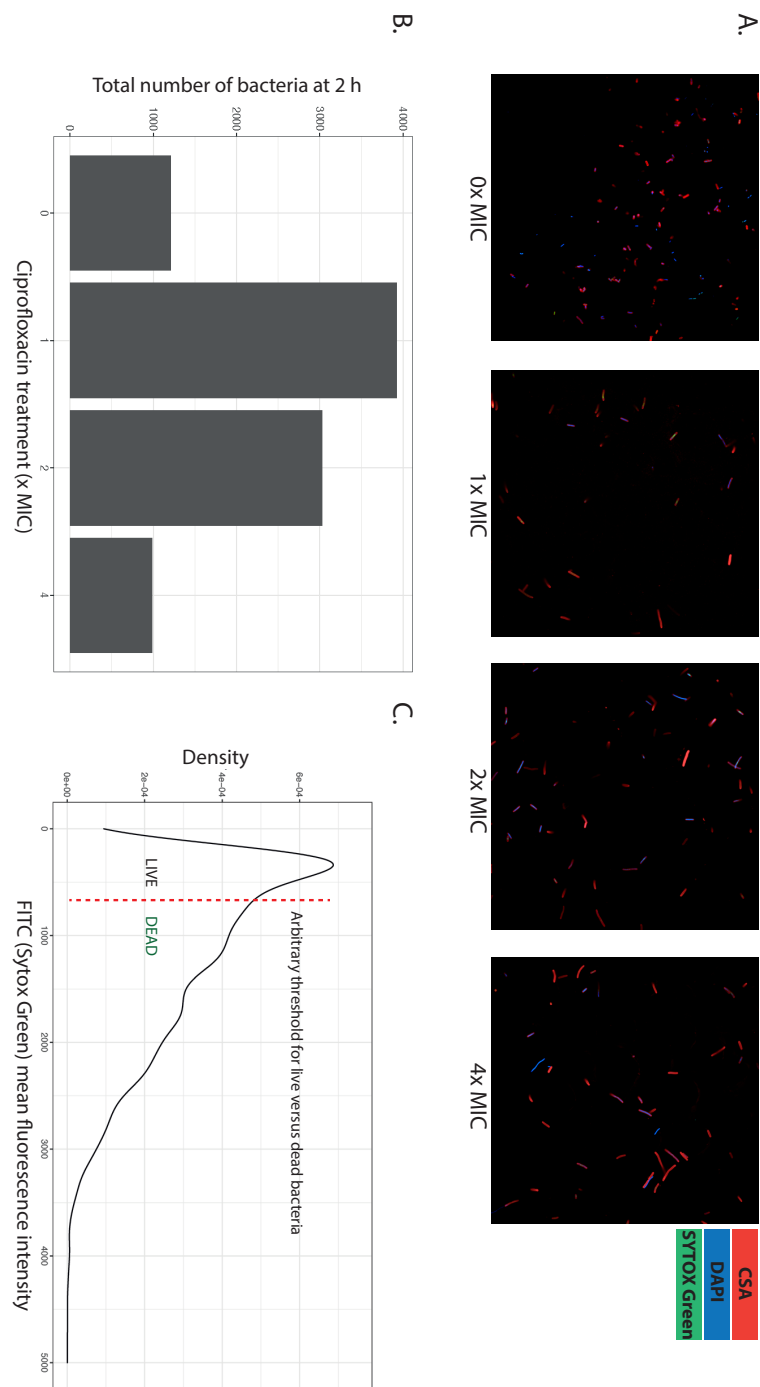 A.
0x MIC
1x MIC
2x MIC
4x MIC
CSA
DAPI
SYTOX Green
B.
Total number of bacteria at 2 h
4000
3000
2000
1000
0
0
1
2
4
Ciprofloxacin treatment (x MIC)
C.
Density
6e−04
4e−04
2e−04
0e+00
Arbitrary threshold for live versus dead bacteria
LIVE
DEAD
0
1000
2000
3000
4000
5000
FITC (Sytox Green) mean fluorescence intensity